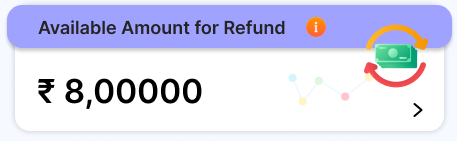 Available Amount for Refund
₹ 8,00000